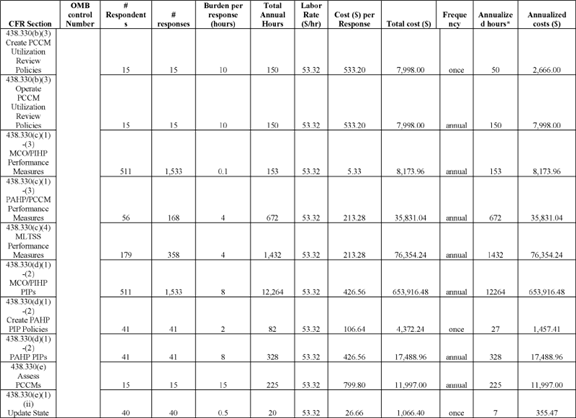 CFR Section OMB control Number # Respondent s # responses Burden per response (hours) Total Annual Hours Labor Rate ($/hr) Cost ($) per Response Total cost ($) Freque ncy Annualize d hours* Annualized costs ($)
438.330(b)(3)
Create PCCM
Utilization
Review
Policies 15 15 10 150 53.32 533.20 7,998.00 once 50 2,666.00
438.330(b)(3)
Operate
PCCM
Utilization
Review
Policies 15 15 10 150 53.32 533.20 7,998.00 annual 150 7,998.00
438.330(c)(1)
-(3)
MCO/PIHP
Performance
Measures 511 1,533 0.1 153 53.32 5.33 8,173.96 annual 153 8,173.96
438.330(c)(1)
-(3)
PAHP/PCCM
Performance
Measures 56 168 4 672 53.32 213.28 35,831.04 annual 672 35,831.04
438.330(c)(4)
MLTSS
Performance
Measures 179 358 4 1,432 53.32 213.28 76,354.24 annual 1432 76,354.24
438.330(d)(1)
-(2)
MCO/PIHP
PIPs 511 1,533 8 12,264 53.32 426.56 653,916.48 annual 12264 653,916.48
438.330(d)(1)
-(2)
Create PAHP
PIP Policies 41 41 2 82 53.32 106.64 4,372.24 once 27 1,457.41
438.330(d)(1)
-(2)
PAHP PIPs 41 41 8 328 53.32 426.56 17,488.96 annual 328 17,488.96
438.330(e)
Assess
PCCMs 15 15 15 225 53.32 799.80 11,997.00 annual 225 11,997.00
438.330(e)(1)
(ii)
Update State 40 40 0.5 20 53.32 26.66 1,066.40 once 7 355.47